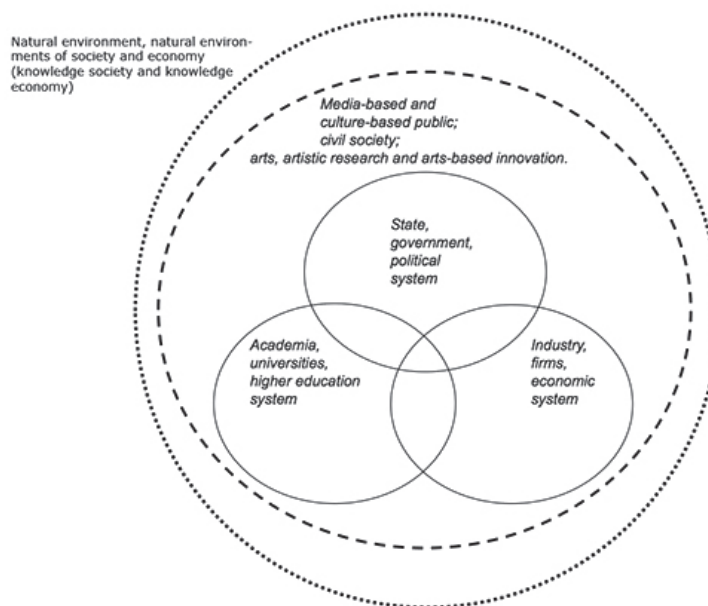 Natural environment, natural environ-
ments of society and economy
(knowledge society and knowledge
economy)
Media-based and
culture-based public;
civil society;
arts, artistic research and arts-based innovation.
State,
government,
political
system
Academia,
universities,
higher education
system
Industry,
firms,
economic
system